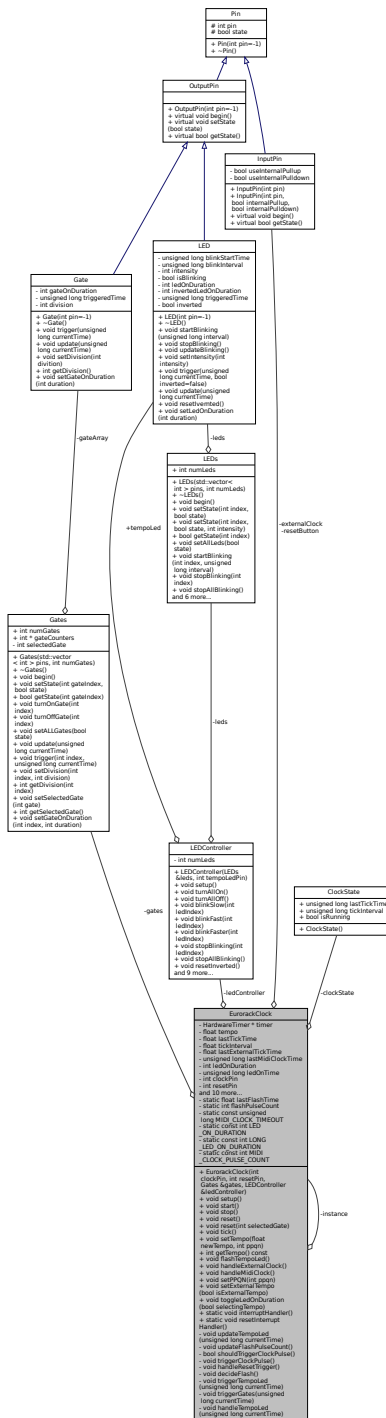 Pin
# int pin
# bool state
+ Pin(int pin=-1)
+ ~Pin()
OutputPin
+ OutputPin(int pin=-1)
+ virtual void begin()
+ virtual void setState
(bool state)
+ virtual bool getState()
InputPin
- bool useInternalPullup
- bool useInternalPulldown
+ InputPin(int pin)
+ InputPin(int pin,
bool internalPullup,
bool internalPulldown)
+ virtual void begin()
+ virtual bool getState()
LED
- unsigned long blinkStartTime
- unsigned long blinkInterval
- int intensity
- bool isBlinking
- int ledOnDuration
- int invertedLedOnDuration
- unsigned long triggeredTime
- bool inverted
+ LED(int pin=-1)
+ ~LED()
+ void startBlinking
(unsigned long interval)
+ void stopBlinking()
+ void updateBlinking()
+ void setIntensity(int
intensity)
+ void trigger(unsigned
long currentTime, bool
inverted=false)
+ void update(unsigned
long currentTime)
+ void resetInverted()
+ void setLedOnDuration
(int duration)
Gate
- int gateOnDuration
- unsigned long triggeredTime
- int division
+ Gate(int pin=-1)
+ ~Gate()
+ void trigger(unsigned
long currentTime)
+ void update(unsigned
long currentTime)
+ void setDivision(int
divition)
+ int getDivision()
+ void setGateOnDuration
(int duration)
-gateArray
-leds
+tempoLed
-externalClock
-resetButton
LEDs
+ int numLeds
+ LEDs(std::vector<
int > pins, int numLeds)
+ ~LEDs()
+ void begin()
+ void setState(int index,
bool state)
+ void setState(int index,
bool state, int intensity)
+ bool getState(int index)
+ void setAllLeds(bool
state)
+ void startBlinking
(int index, unsigned
long interval)
+ void stopBlinking(int
index)
+ void stopAllBlinking()
and 6 more...
Gates
+ int numGates
+ int * gateCounters
- int selectedGate
+ Gates(std::vector
< int > pins, int numGates)
+ ~Gates()
+ void begin()
+ void setState(int gateIndex,
bool state)
+ bool getState(int gateIndex)
+ void turnOnGate(int
index)
+ void turnOffGate(int
index)
+ void setALLGates(bool
state)
+ void update(unsigned
long currentTime)
+ void trigger(int index,
unsigned long currentTime)
+ void setDivision(int
index, int division)
+ int getDivision(int
index)
+ void setSelectedGate
(int gate)
+ int getSelectedGate()
+ void setGateOnDuration
(int index, int duration)
-leds
LEDController
- int numLeds
+ LEDController(LEDs
&leds, int tempoLedPin)
+ void setup()
+ void turnAllOn()
+ void turnAllOff()
+ void blinkSlow(int
ledIndex)
+ void blinkFast(int
ledIndex)
+ void blinkFaster(int
ledIndex)
+ void stopBlinking(int
ledIndex)
+ void stopAllBlinking()
+ void resetInverted()
and 9 more...
ClockState
+ unsigned long lastTickTime
+ unsigned long tickInterval
+ bool isRunning
+ ClockState()
-gates
-ledController
-clockState
EurorackClock
- HardwareTimer * timer
- float tempo
- float lastTickTime
- float tickInterval
- float lastExternalTickTime
- unsigned long lastMidiClockTime
- int ledOnDuration
- unsigned long ledOnTime
- int clockPin
- int resetPin
and 10 more...
- static float lastFlashTime
- static int flashPulseCount
- static const unsigned
long MIDI_CLOCK_TIMEOUT
- static const int LED
_ON_DURATION
- static const int LONG
_LED_ON_DURATION
- static const int MIDI
_CLOCK_PULSE_COUNT
+ EurorackClock(int
clockPin, int resetPin,
Gates &gates, LEDController
&ledController)
+ void setup()
+ void start()
+ void stop()
+ void reset()
+ void reset(int selectedGate)
+ void tick()
+ void setTempo(float
newTempo, int ppqn)
+ int getTempo() const
+ void flashTempoLed()
+ void handleExternalClock()
+ void handleMidiClock()
+ void setPPQN(int ppqn)
+ void setExternalTempo
(bool isExternalTempo)
+ void toggleLedOnDuration
(bool selectingTempo)
+ static void interruptHandler()
+ static void resetInterrupt
Handler()
- void updateTempoLed
(unsigned long currentTime)
- void updateFlashPulseCount()
- bool shouldTriggerClockPulse()
- void triggerClockPulse()
- void handleResetTrigger()
- void decideFlash()
- void triggerTempoLed
(unsigned long currentTime)
- void triggerGates(unsigned
long currentTime)
- void handleTempoLed
(unsigned long currentTime)
-instance